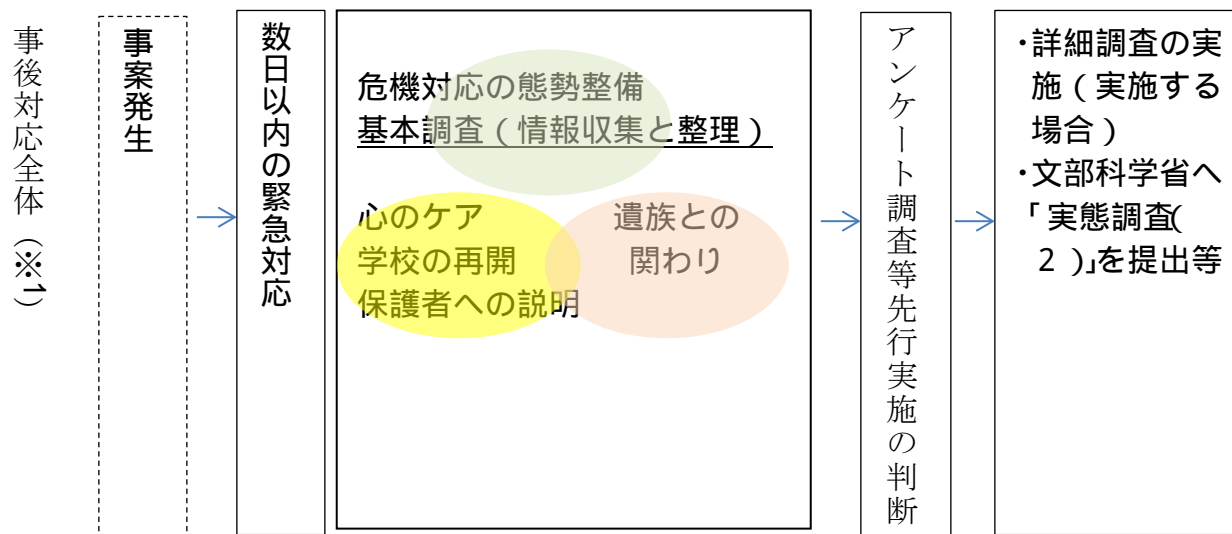 事後対応全体（※1）
事案発生
数日以内の緊急対応
危機対応の態勢整備
基本調査（情報収集と整理）
心のケア
学校の再開
保護者への説明
遺族との
関わり
アンケート調査等先行実施の判断
・詳細調査の実
施（実施する
場合）
・文部科学省へ
「実態調査(
2)」を提出等